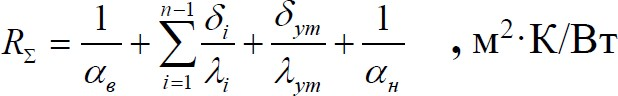 R_Σ = 1/α_в + Σ_{i=1}^{n-1} δ_i/λ_i + δ_ут/λ_ут + 1/α_н , м²·К/Вт